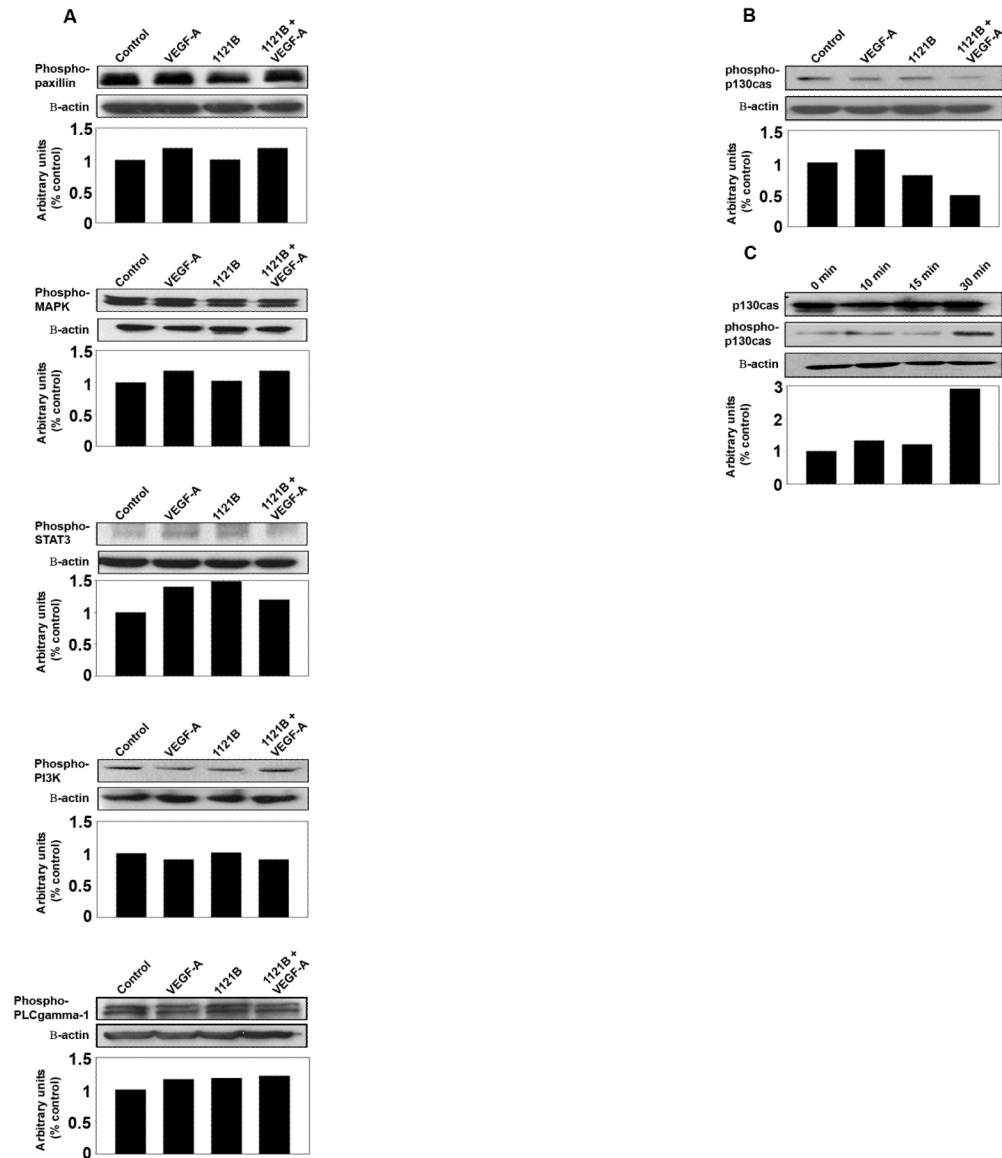 A
Control
VEGF-A
1121B
1121B +
VEGF-A
Phospho-
paxillin
B-actin
Arbitrary units
(% control)
1.5
1
0.5
0
Control
VEGF-A
1121B
1121B +
VEGF-A
Phospho-
MAPK
B-actin
Arbitrary units
(% control)
1.5
1
0.5
0
Control
VEGF-A
1121B
1121B +
VEGF-A
Phospho-
STAT3
B-actin
Arbitrary units
(% control)
1.5
1
0.5
0
Control
VEGF-A
1121B
1121B +
VEGF-A
Phospho-
PI3K
B-actin
Arbitrary units
(% control)
1.5
1
0.5
0
Control
VEGF-A
1121B
1121B +
VEGF-A
Phospho-
PLCgamma-1
B-actin
Arbitrary units
(% control)
1.5
1
0.5
0
B
Control
VEGF-A
1121B
1121B +
VEGF-A
phospho-
p130cas
B-actin
Arbitrary units
(% control)
1.5
1
0.5
0
C
0 min
10 min
15 min
30 min
p130cas
phospho-
p130cas
B-actin
Arbitrary units
(% control)
3
2
1
0